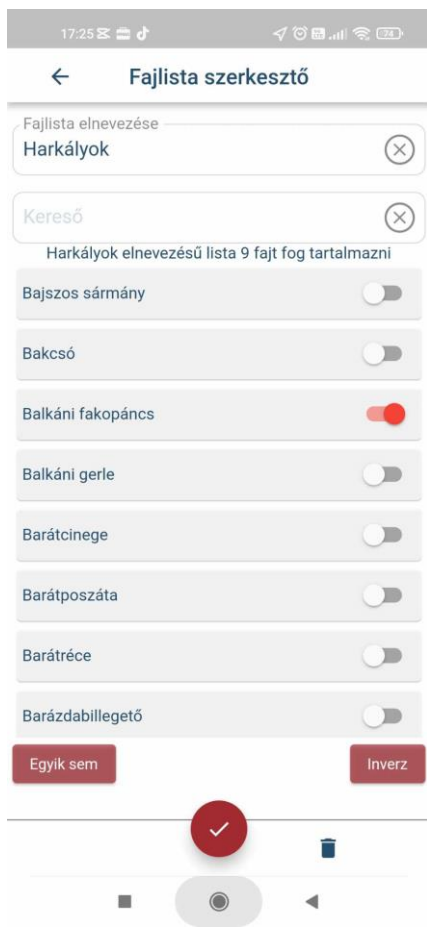 17:25
74
Fajlista szerkesztő
Fajlista elnevezése
Harkályok
Kereső
Harkályok elnevezésű lista 9 fajt fog tartalmazni
Bajszos sármány
Bakcsó
Balkáni fakopáncs
Balkáni gerle
Barátcinege
Barátposzáta
Barátréce
Barázdabillegető
Egyik sem
Inverz